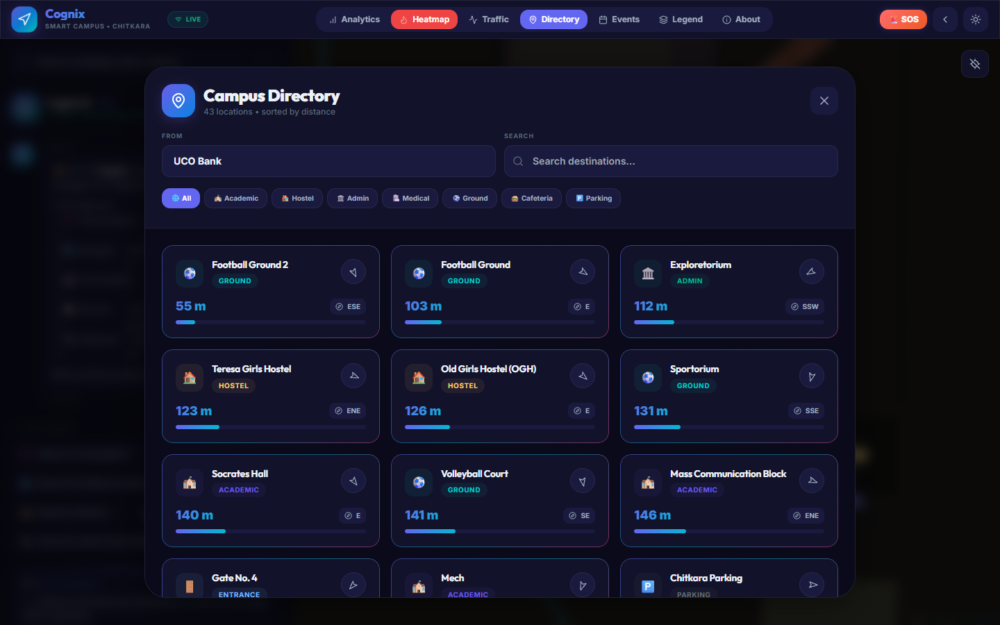 Cognix
SMART CAMPUS • CHITKARA
LIVE
Analytics
Heatmap
Traffic
Directory
Events
Legend
About
SOS
Campus Directory
43 locations • sorted by distance
FROM
SEARCH
UCO Bank
Search destinations...
All
Academic
Hostel
Admin
Medical
Ground
Cafeteria
Parking
Football Ground 2
GROUND
55 m
ESE
Football Ground
GROUND
103 m
E
Exploretorium
ADMIN
112 m
SSW
Teresa Girls Hostel
HOSTEL
123 m
ENE
Old Girls Hostel (OGH)
HOSTEL
126 m
E
Sportorium
GROUND
131 m
SSE
Socrates Hall
ACADEMIC
140 m
E
Volleyball Court
GROUND
141 m
SE
Mass Communication Block
ACADEMIC
146 m
ENE
Gate No. 4
ENTRANCE
Mech
ACADEMIC
Chitkara Parking
PARKING